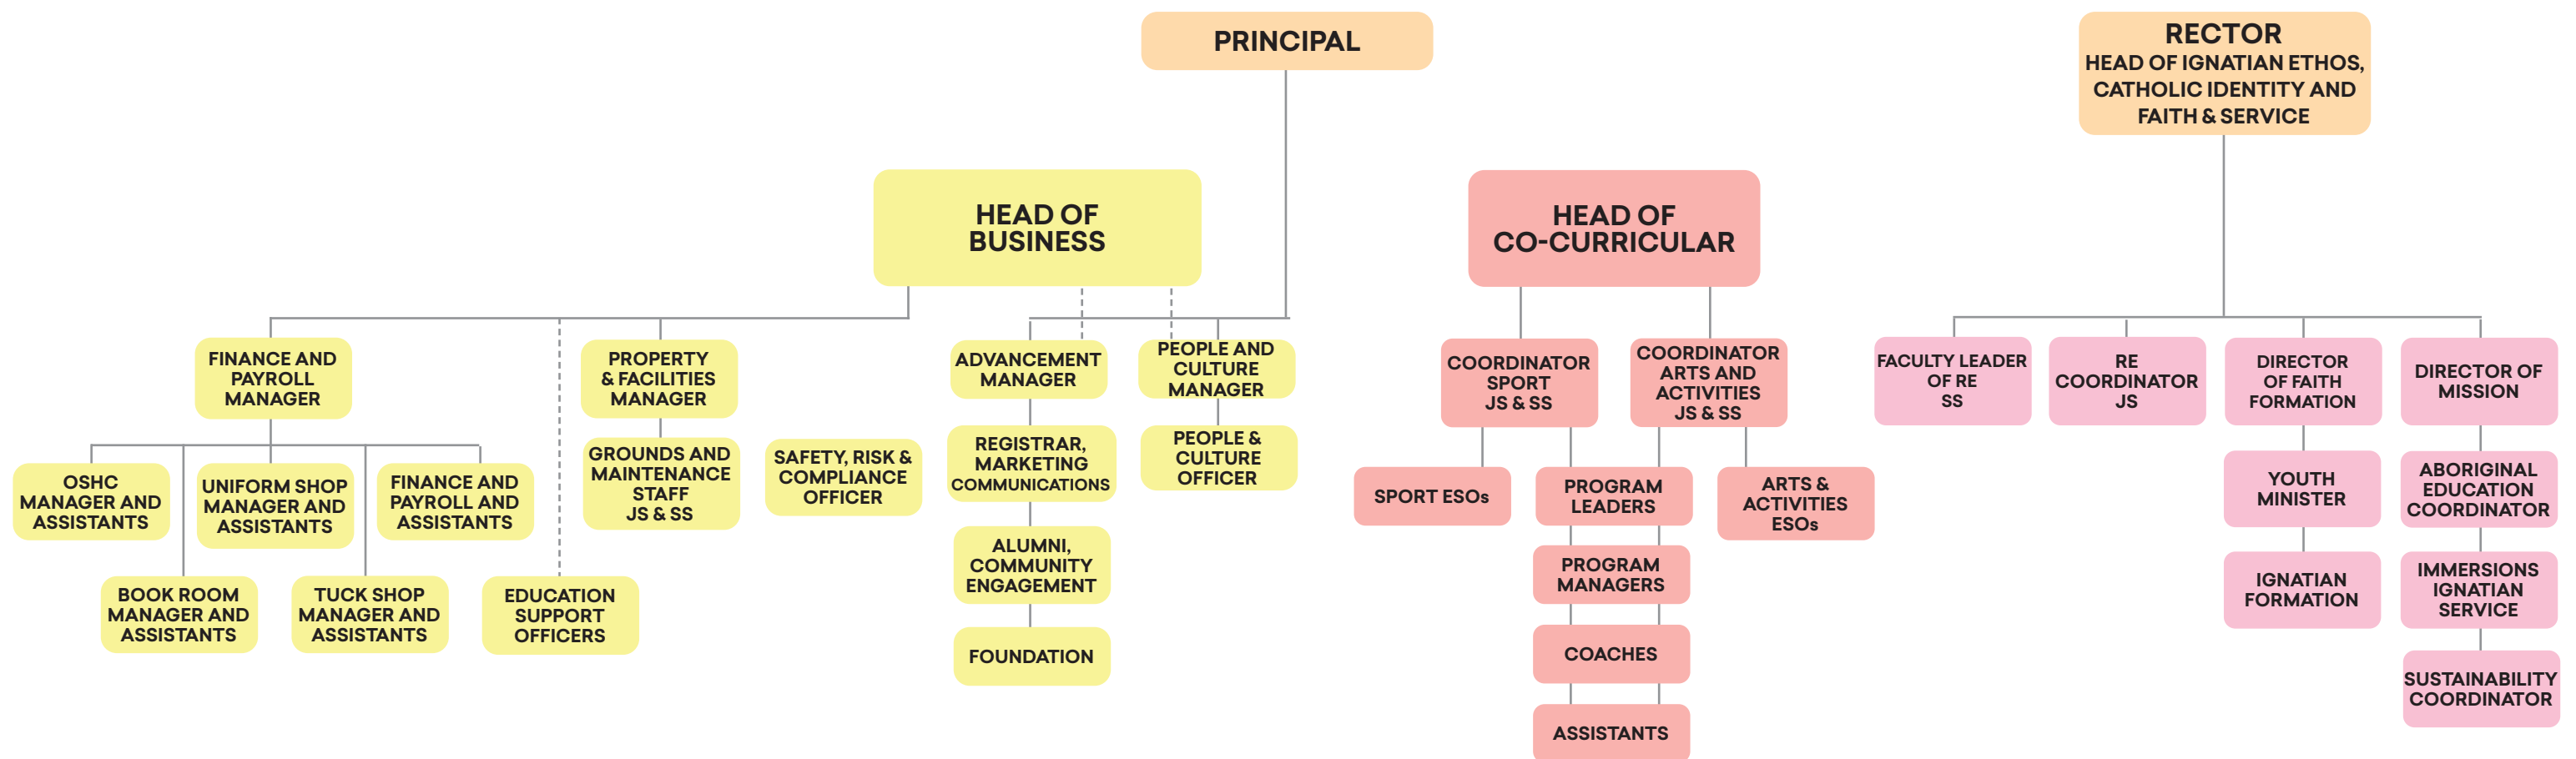 PRINCIPAL
RECTOR
HEAD OF IGNATIAN ETHOS,
CATHOLIC IDENTITY AND
FAITH & SERVICE
HEAD OF
BUSINESS
HEAD OF
CO-CURRICULAR
FINANCE AND
PAYROLL
MANAGER
PROPERTY
& FACILITIES
MANAGER
ADVANCEMENT
MANAGER
PEOPLE AND
CULTURE
MANAGER
COORDINATOR
SPORT
JS & SS
COORDINATOR
ARTS AND
ACTIVITIES
JS & SS
FACULTY LEADER
OF RE
SS
RE
COORDINATOR
JS
DIRECTOR
OF FAITH
FORMATION
DIRECTOR OF
MISSION
OSHC
MANAGER AND
ASSISTANTS
UNIFORM SHOP
MANAGER AND
ASSISTANTS
FINANCE AND
PAYROLL AND
ASSISTANTS
GROUNDS AND
MAINTENANCE
STAFF
JS & SS
SAFETY, RISK &
COMPLIANCE
OFFICER
REGISTRAR,
MARKETING
COMMUNICATIONS
PEOPLE &
CULTURE
OFFICER
SPORT ESOs
PROGRAM
LEADERS
ARTS &
ACTIVITIES
ESOs
YOUTH
MINISTER
ABORIGINAL
EDUCATION
COORDINATOR
BOOK ROOM
MANAGER AND
ASSISTANTS
TUCK SHOP
MANAGER AND
ASSISTANTS
EDUCATION
SUPPORT
OFFICERS
ALUMNI,
COMMUNITY
ENGAGEMENT
PROGRAM
MANAGERS
IGNATIAN
FORMATION
IMMERSIONS
IGNATIAN
SERVICE
FOUNDATION
COACHES
SUSTAINABILITY
COORDINATOR
ASSISTANTS